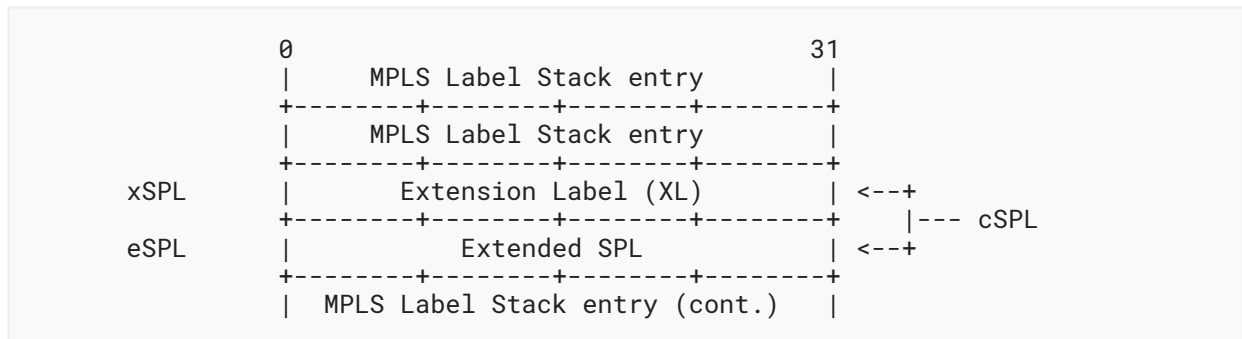 0                               31
|     MPLS Label Stack entry       |
+--------+--------+--------+--------+
|     MPLS Label Stack entry       |
+--------+--------+--------+--------+
xSPL | Extension Label (XL) | <--+
+--------+--------+--------+--------+ |--- cSPL
eSPL | Extended SPL | <--+
+--------+--------+--------+--------+
| MPLS Label Stack entry (cont.) |